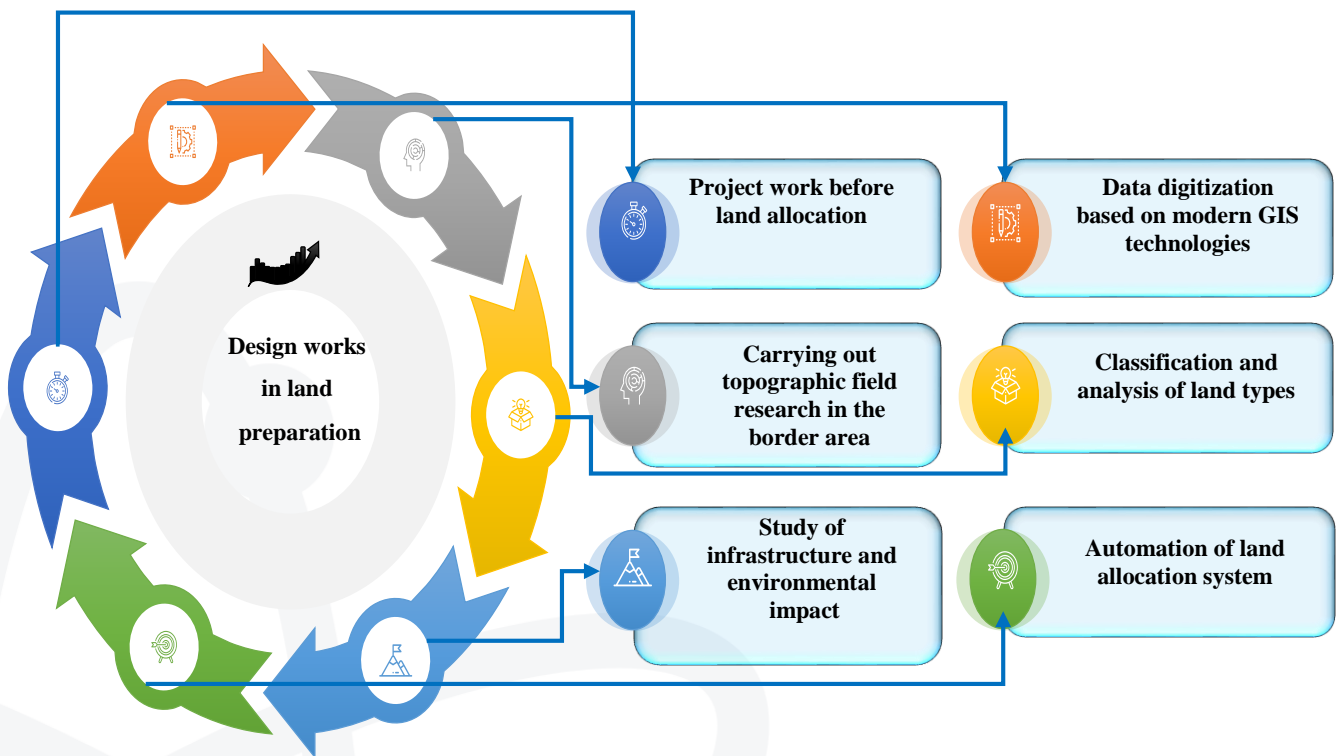 Design works
in land
preparation
Project work before
land allocation
Data digitization
based on modern GIS
technologies
Carrying out
topographic field
research in the
border area
Classification and
analysis of land types
Study of
infrastructure and
environmental
impact
Automation of land
allocation system